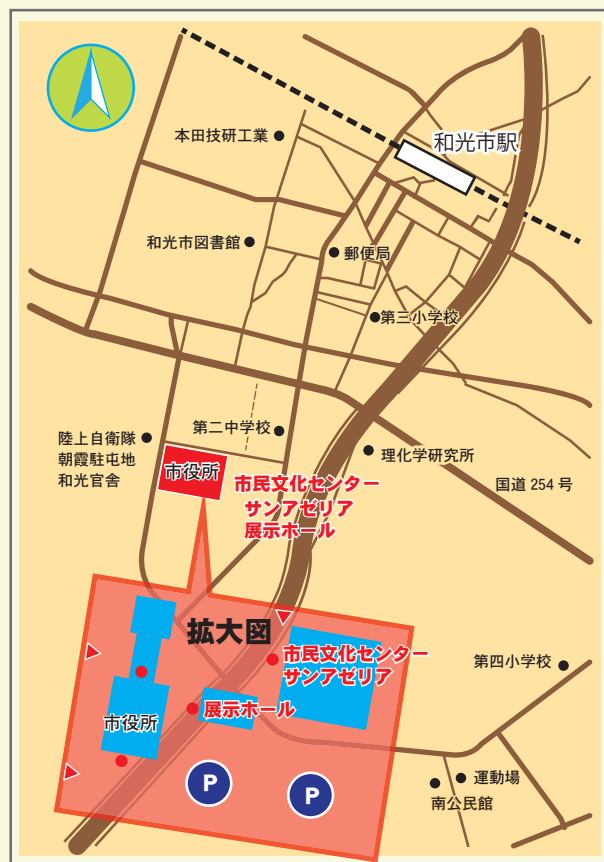 和光市駅
本田技研工業
和光市図書館
郵便局
第三小学校
第二中学校
陸上自衛隊
朝霞駐屯地
和光官舎
市役所
理化学研究所
国道 254 号
市民文化センター
サンアゼリア
展示ホール
拡大図
市民文化センター
サンアゼリア
展示ホール
市役所
P
P
第四小学校
運動場
南公民館